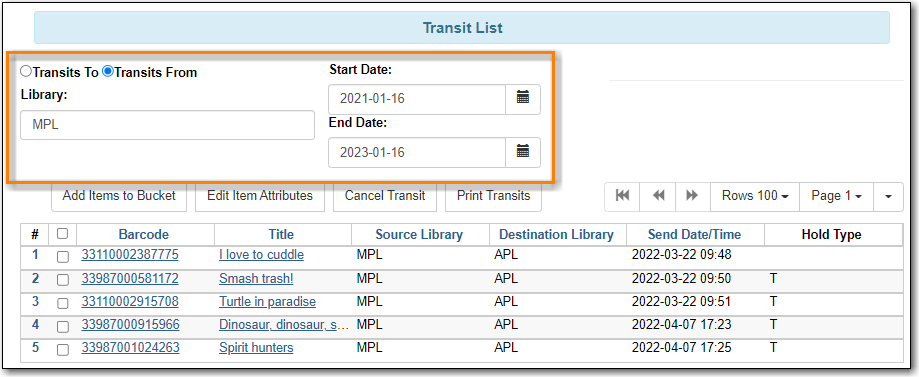 Transit List
Transits To Transits From
Library:
MPL
Start Date:
2021-01-16
End Date:
2023-01-16
Add Items to Bucket Edit Item Attributes Cancel Transit Print Transits Rows 100 Page 1
# Barcode Title Source Library Destination Library Send Date/Time Hold Type
1 33110002387775 I love to cuddle MPL APL 2022-03-22 09:48
2 33987000581172 Smash trash! MPL APL 2022-03-22 09:50 T
3 33110002915708 Turtle in paradise MPL APL 2022-03-22 09:51 T
4 33987000915966 Dinosaur, dinosaur, s… MPL APL 2022-04-07 17:23 T
5 33987001024263 Spirit hunters MPL APL 2022-04-07 17:25 T